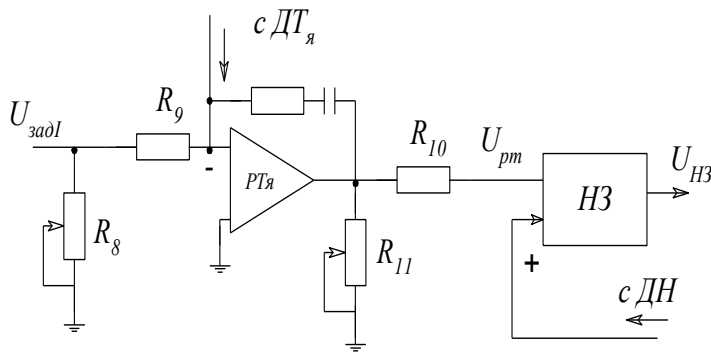 с ДТя
UзадI
R9
-
РТя
R10
Uрт
UНЗ
НЗ
R8
R11
+
с ДН